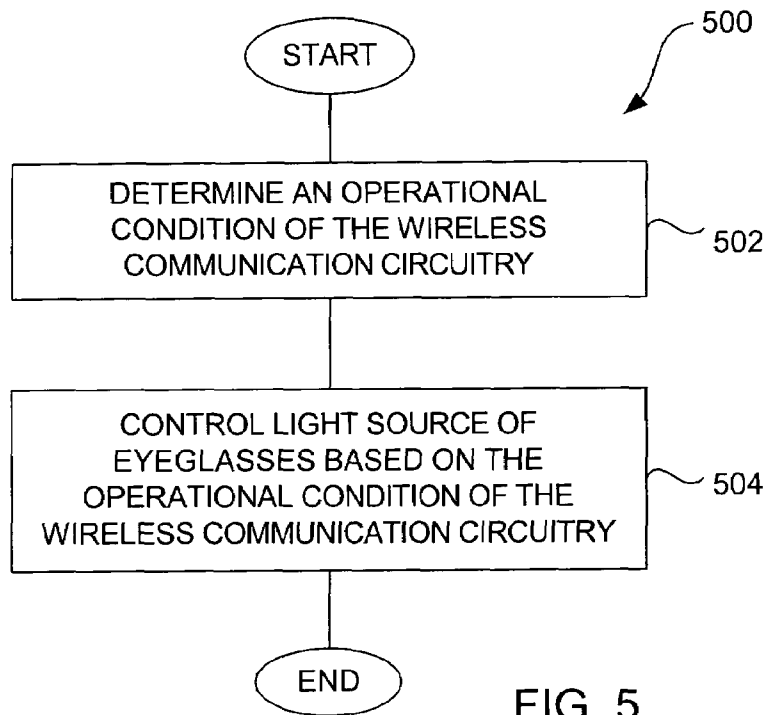 500
START
DETERMINE AN OPERATIONAL
CONDITION OF THE WIRELESS
COMMUNICATION CIRCUITRY
502
CONTROL LIGHT SOURCE OF
EYEGLASSES BASED ON THE
OPERATIONAL CONDITION OF THE
WIRELESS COMMUNICATION CIRCUITRY
504
END
FIG. 5